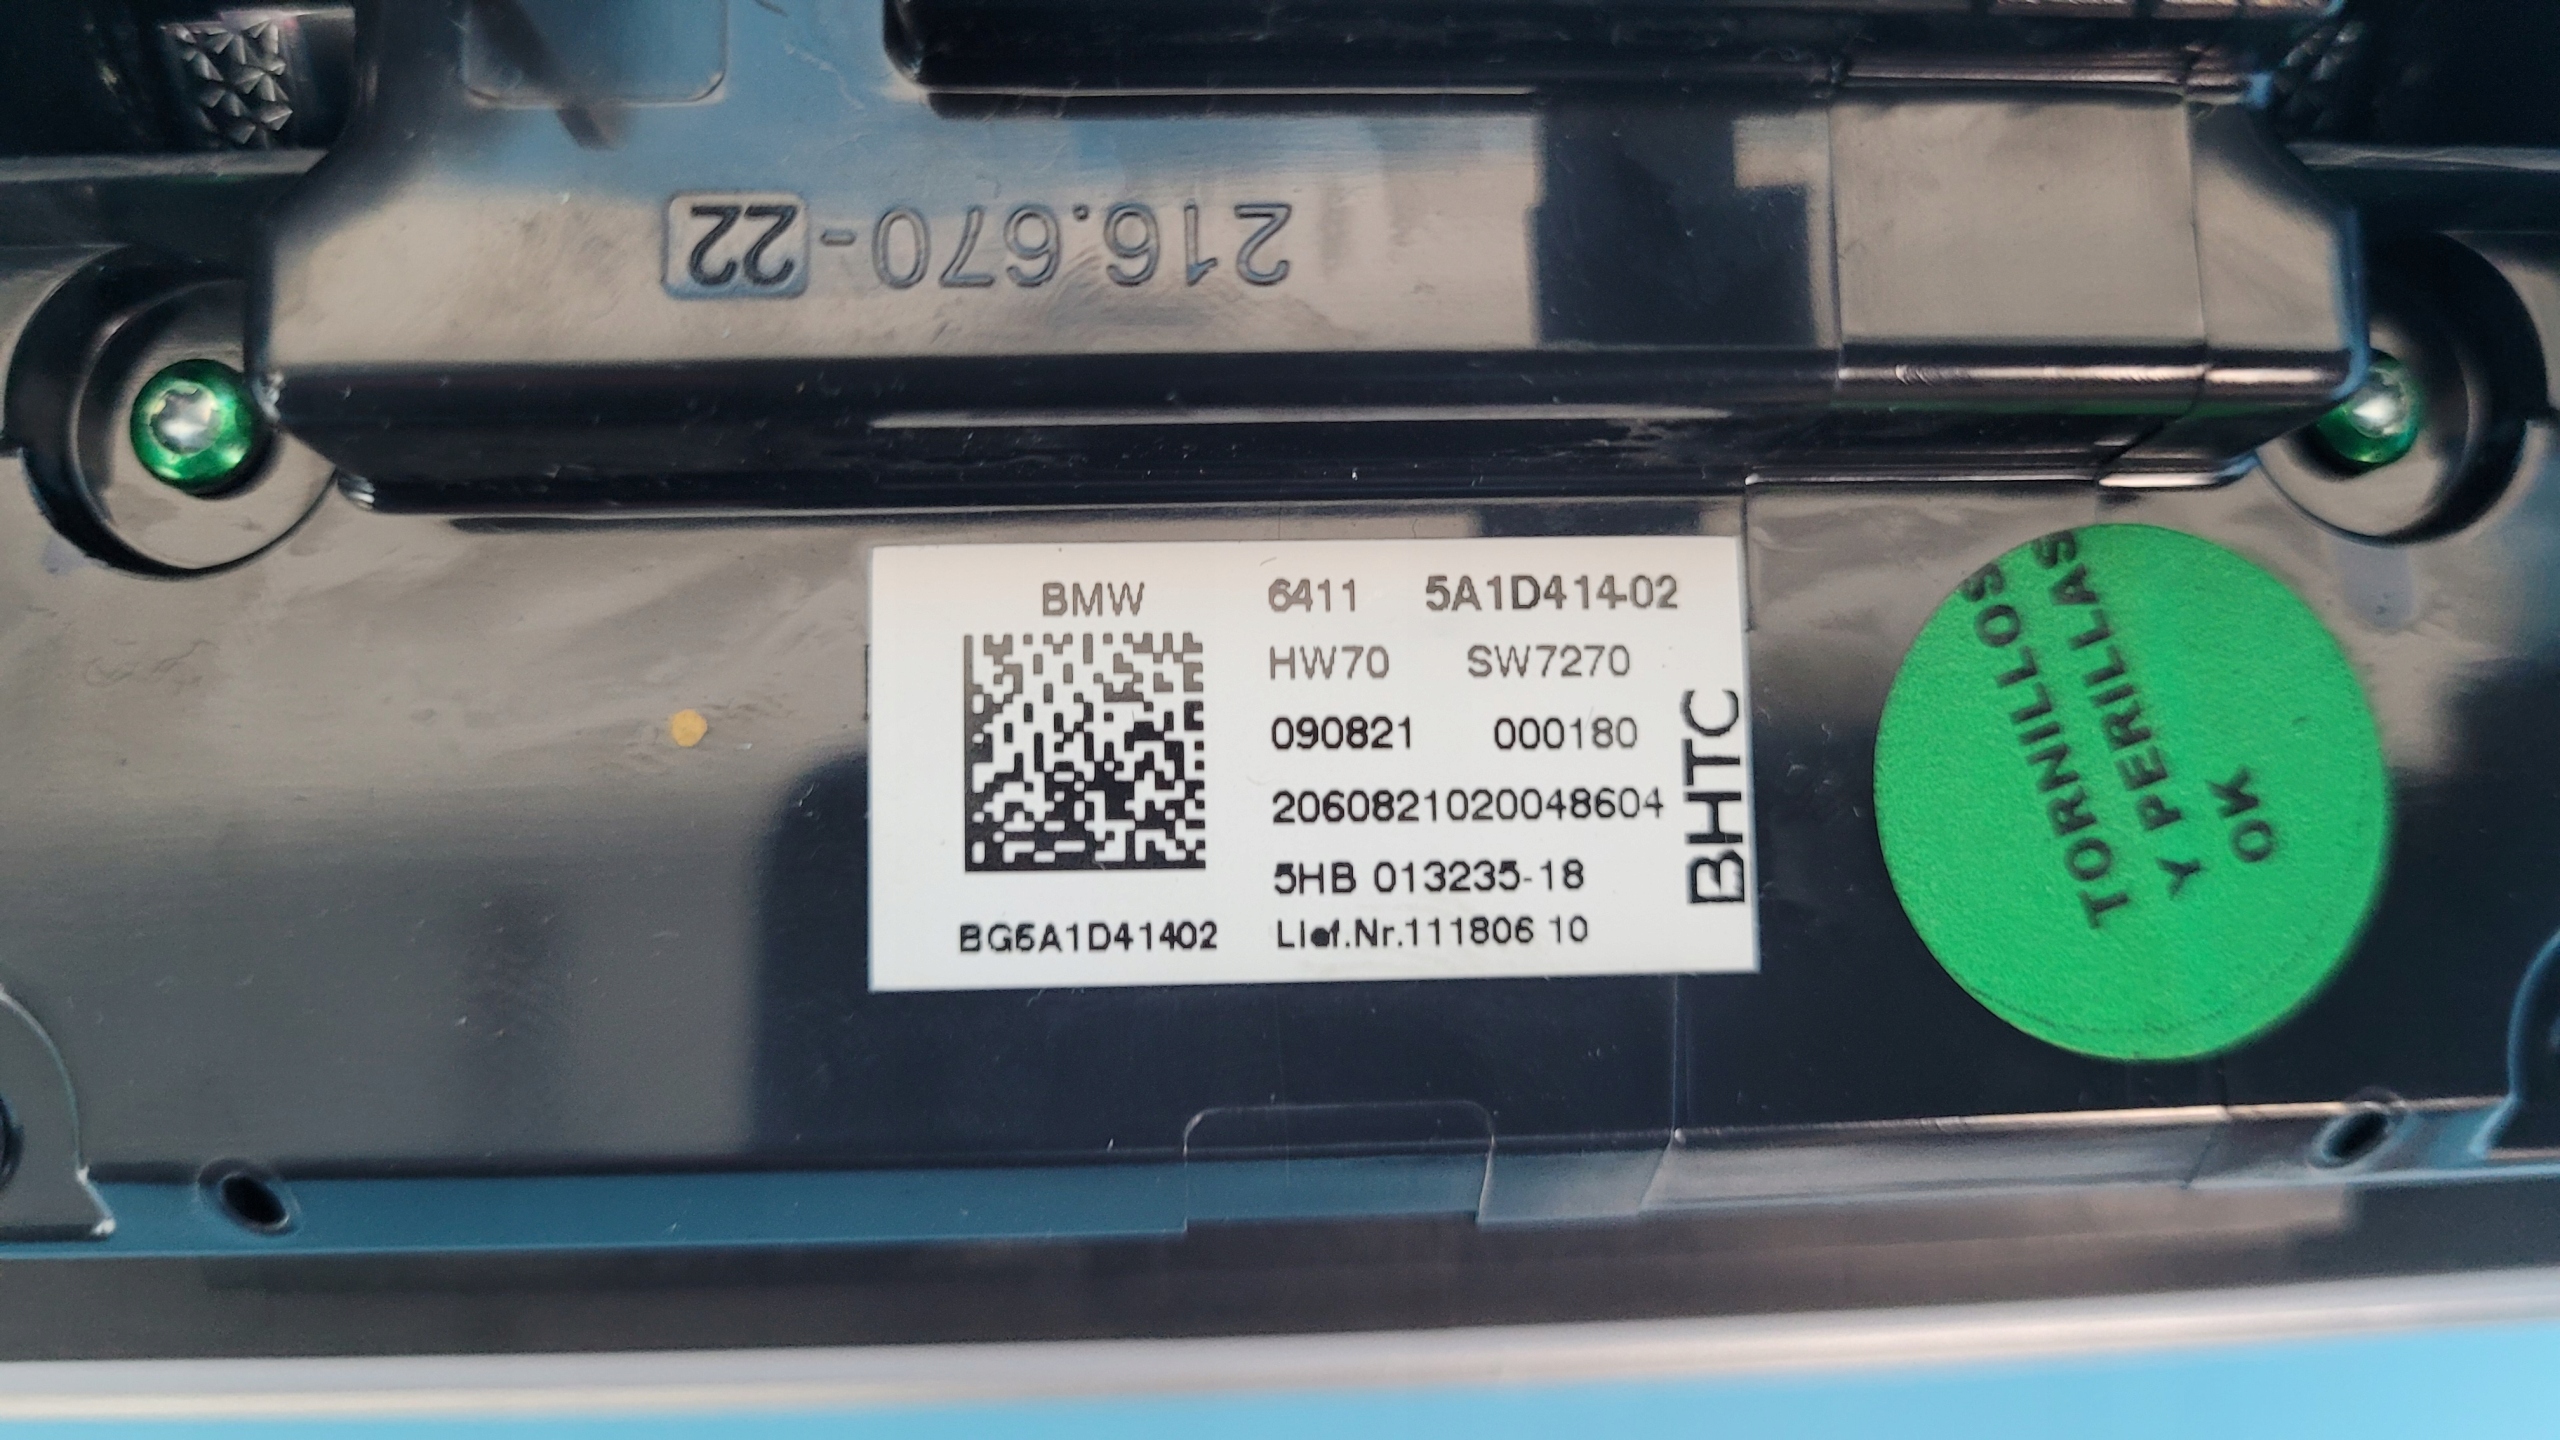 216.670-22
BMW 6411 5A1D414-02
HW70 SW7270
090821 000180
2060821020048604
5HB 013235-18
BG5A1D41402 Lief.Nr.111806 10
BHTC
TORNILLOS
Y PERILLAS
OK